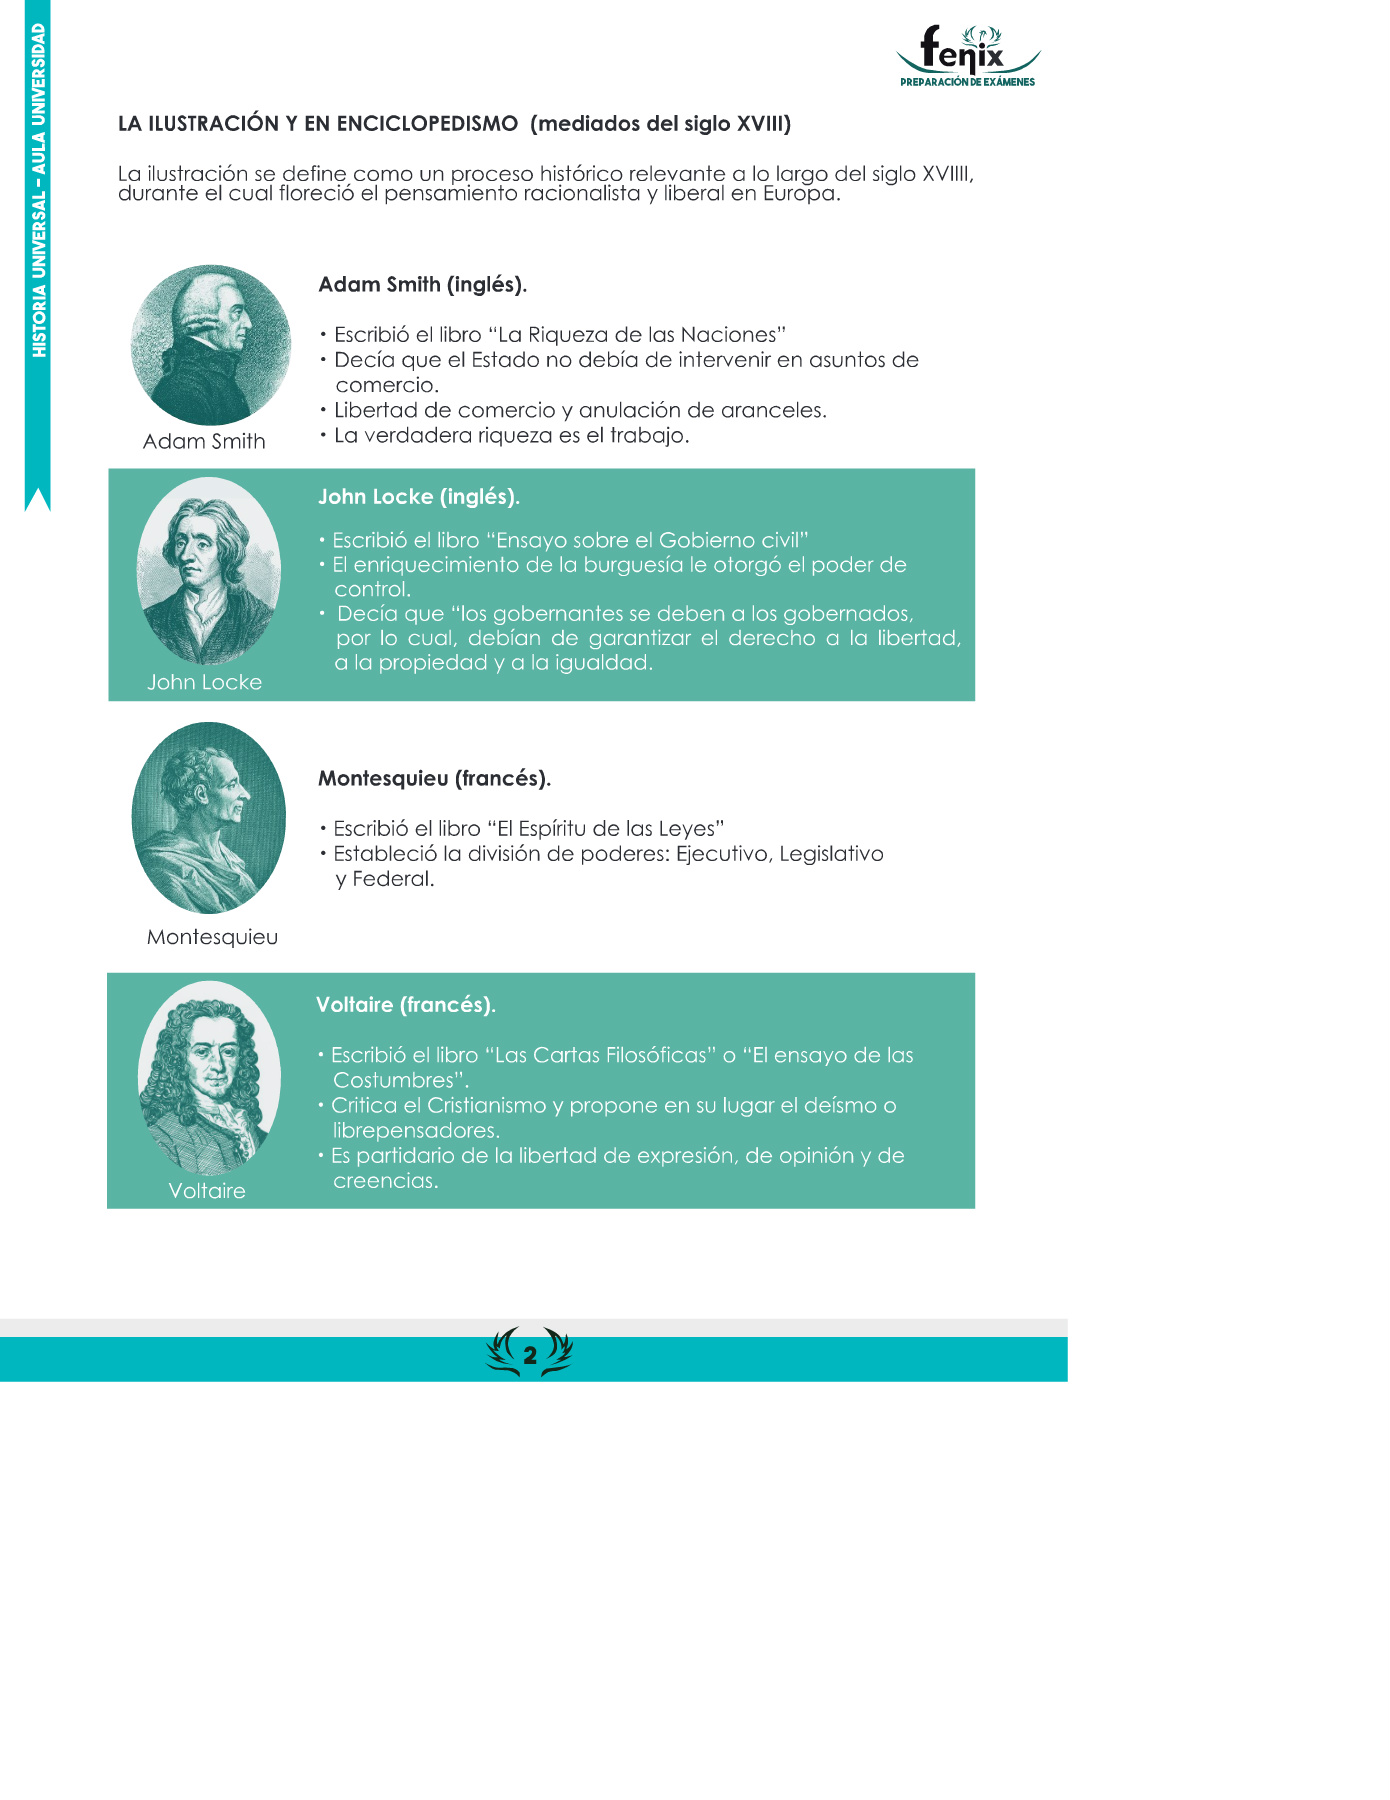 HISTORIA UNIVERSAL - AULA UNIVERSIDAD
fenix
PREPARACIÓN DE EXÁMENES
LA ILUSTRACIÓN Y EN ENCICLOPEDISMO (mediados del siglo XVIII)
La ilustración se define como un proceso histórico relevante a lo largo del siglo XVIIII,
durante el cual floreció el pensamiento racionalista y liberal en Europa.
Adam Smith (inglés).
• Escribió el libro “La Riqueza de las Naciones”
• Decía que el Estado no debía de intervenir en asuntos de
comercio.
• Libertad de comercio y anulación de aranceles.
• La verdadera riqueza es el trabajo.
Adam Smith
John Locke (inglés).
• Escribió el libro “Ensayo sobre el Gobierno civil”
• El enriquecimiento de la burguesía le otorgó el poder de
control.
• Decía que “los gobernantes se deben a los gobernados,
por lo cual, debían de garantizar el derecho a la libertad,
a la propiedad y a la igualdad.
John Locke
Montesquieu (francés).
• Escribió el libro “El Espíritu de las Leyes”
• Estableció la división de poderes: Ejecutivo, Legislativo
y Federal.
Montesquieu
Voltaire (francés).
• Escribió el libro “Las Cartas Filosóficas” o “El ensayo de las
Costumbres”.
• Critica el Cristianismo y propone en su lugar el deísmo o
librepensadores.
• Es partidario de la libertad de expresión, de opinión y de
creencias.
Voltaire
2